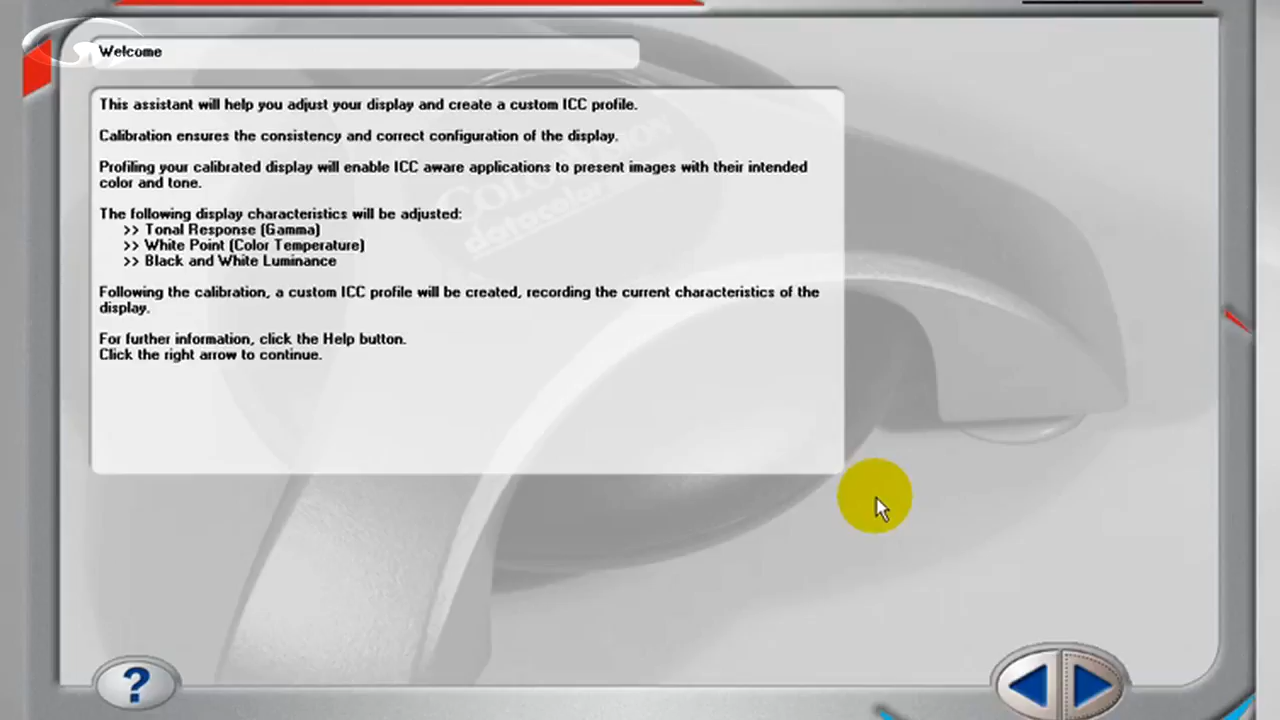 Welcome
This assistant will help you adjust your display and create a custom ICC profile.
Calibration ensures the consistency and correct configuration of the display.
Profiling your calibrated display will enable ICC aware applications to present images with their intended
color and tone.
The following display characteristics will be adjusted:
>> Tonal Response (Gamma)
>> White Point (Color Temperature)
>> Black and White Luminance
Following the calibration, a custom ICC profile will be created, recording the current characteristics of the
display.
For further information, click the Help button.
Click the right arrow to continue.
datacolor
?